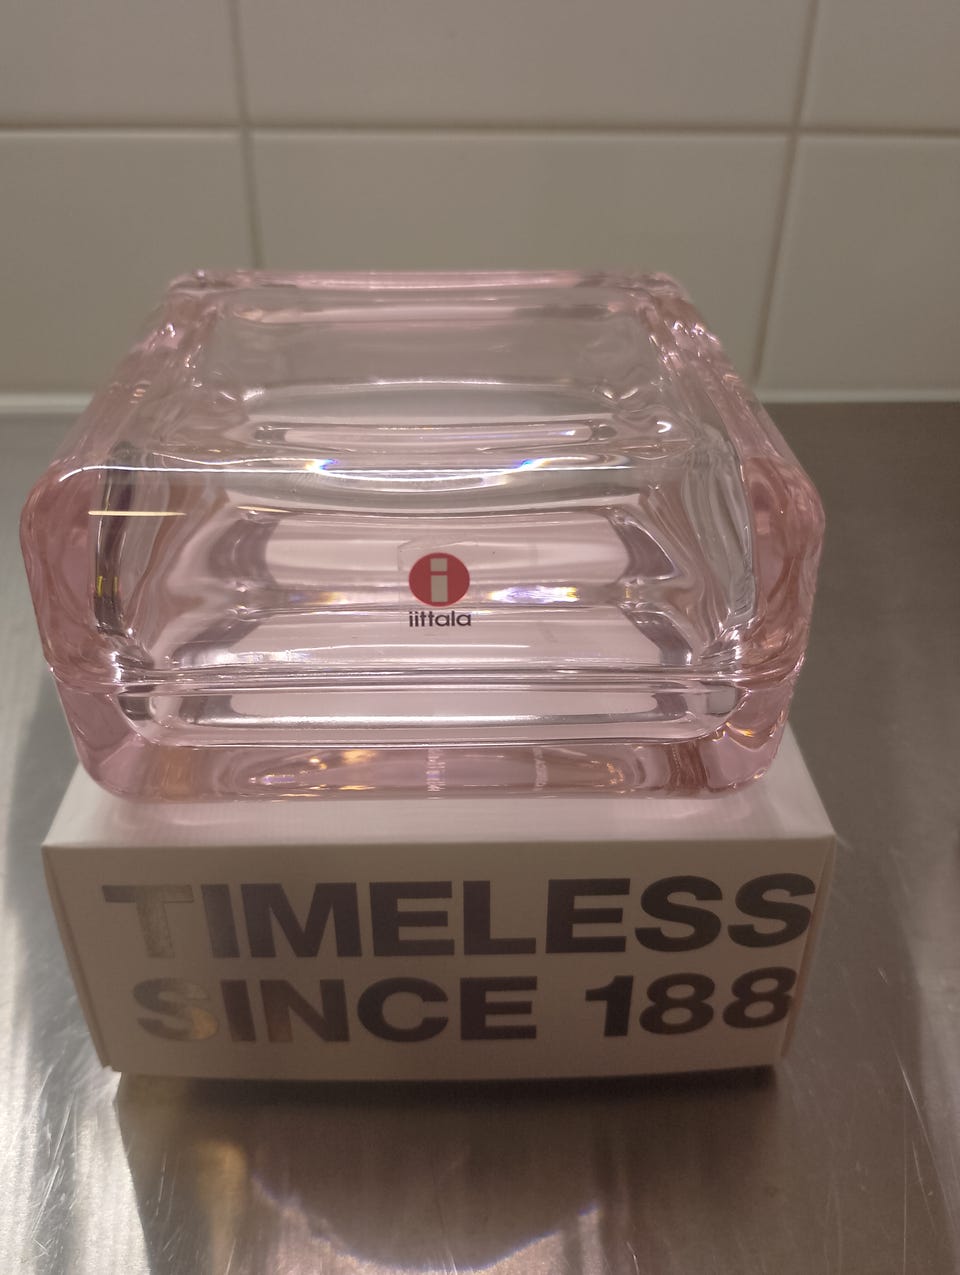 i
iittala
TIMELESS
SINCE 188